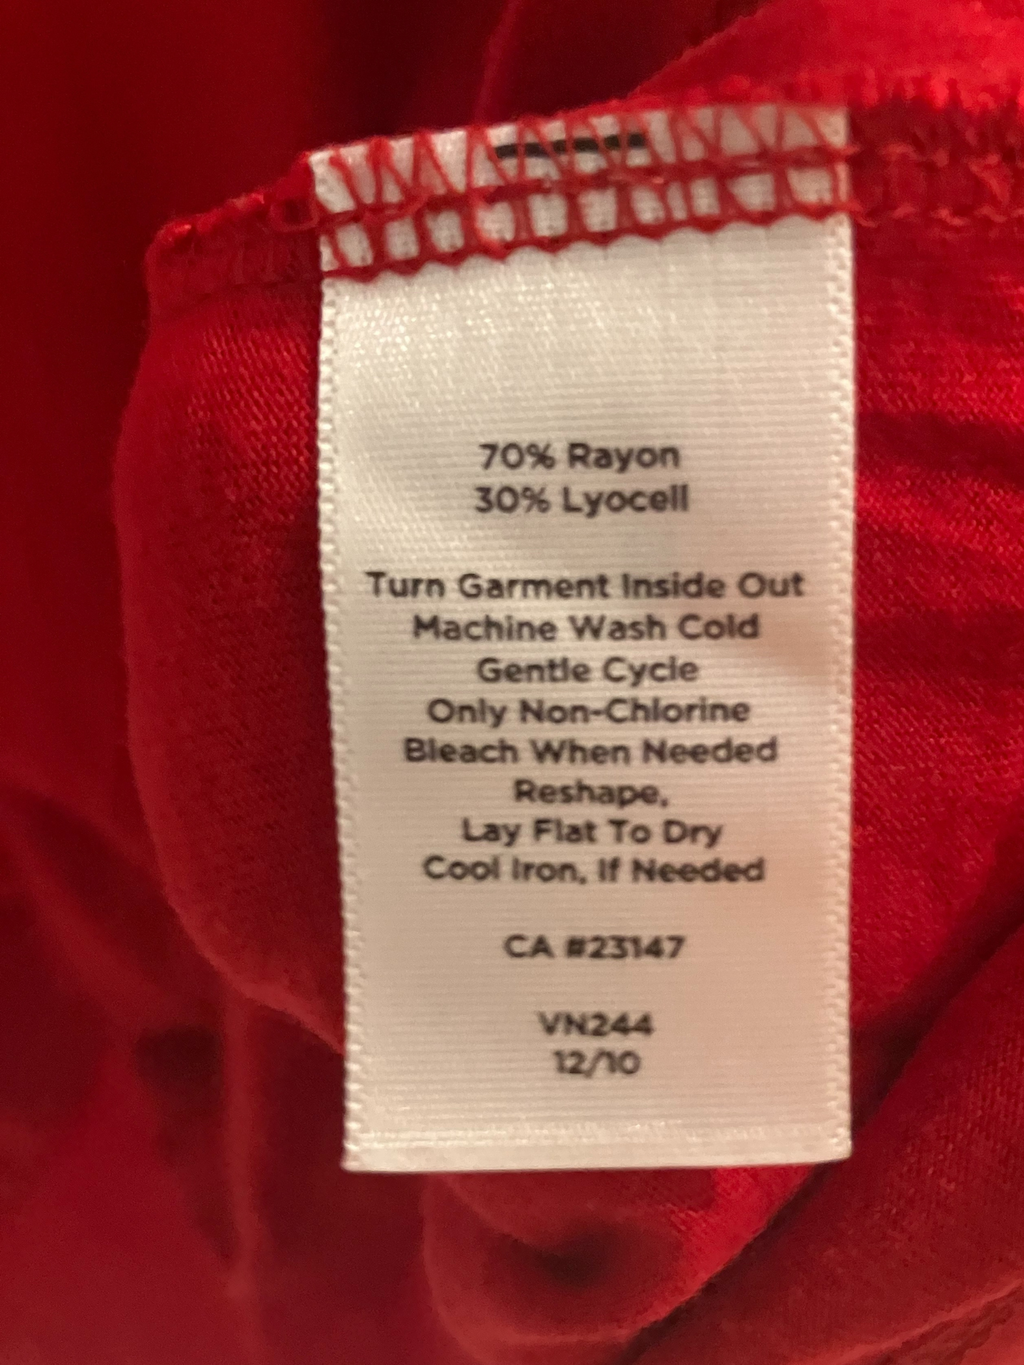 70% Rayon
30% Lyocell
Turn Garment Inside Out
Machine Wash Cold
Gentle Cycle
Only Non-Chlorine
Bleach When Needed
Reshape,
Lay Flat To Dry
Cool Iron, If Needed
CA #23147
VN244
12/10